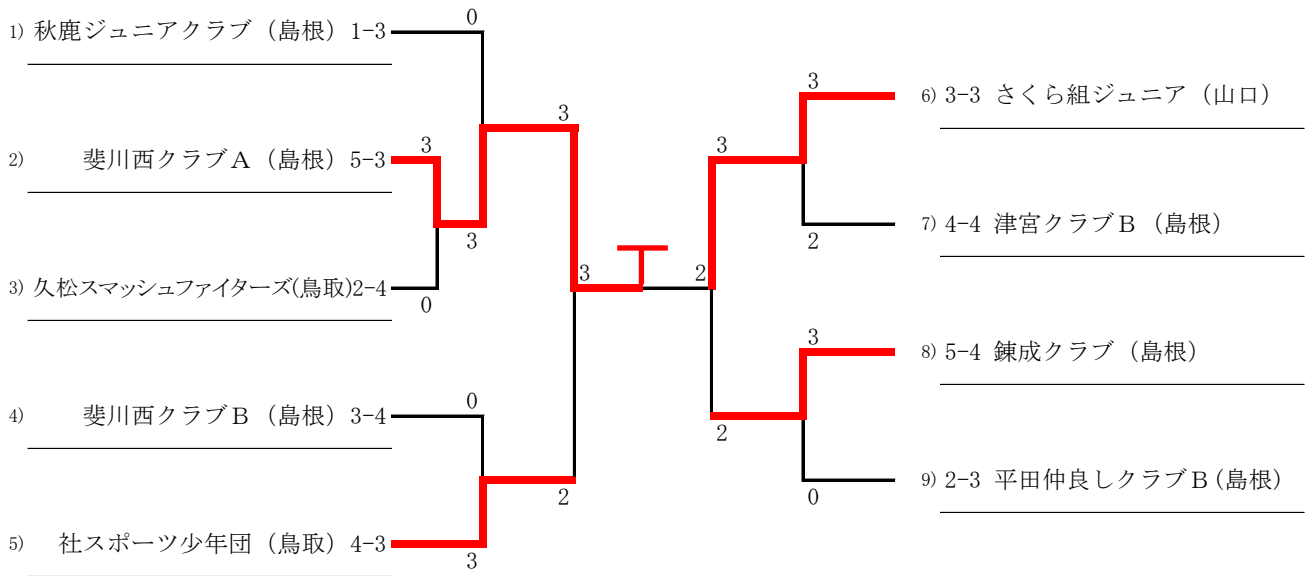 0
1) 秋鹿ジュニアクラブ（島根）1-3
3
6) 3-3 さくら組ジュニア（山口）
3
3
3
2) 斐川西クラブA（島根）5-3
7) 4-4 津宮クラブB（島根）
3
2
3
2
3) 久松スマッシュファイターズ(鳥取)2-4
0
3
8) 5-4 錬成クラブ（島根）
0
4) 斐川西クラブB（島根）3-4
2
9) 2-3 平田仲良しクラブB(島根）
2
0
5) 社スポーツ少年団（鳥取）4-3
3